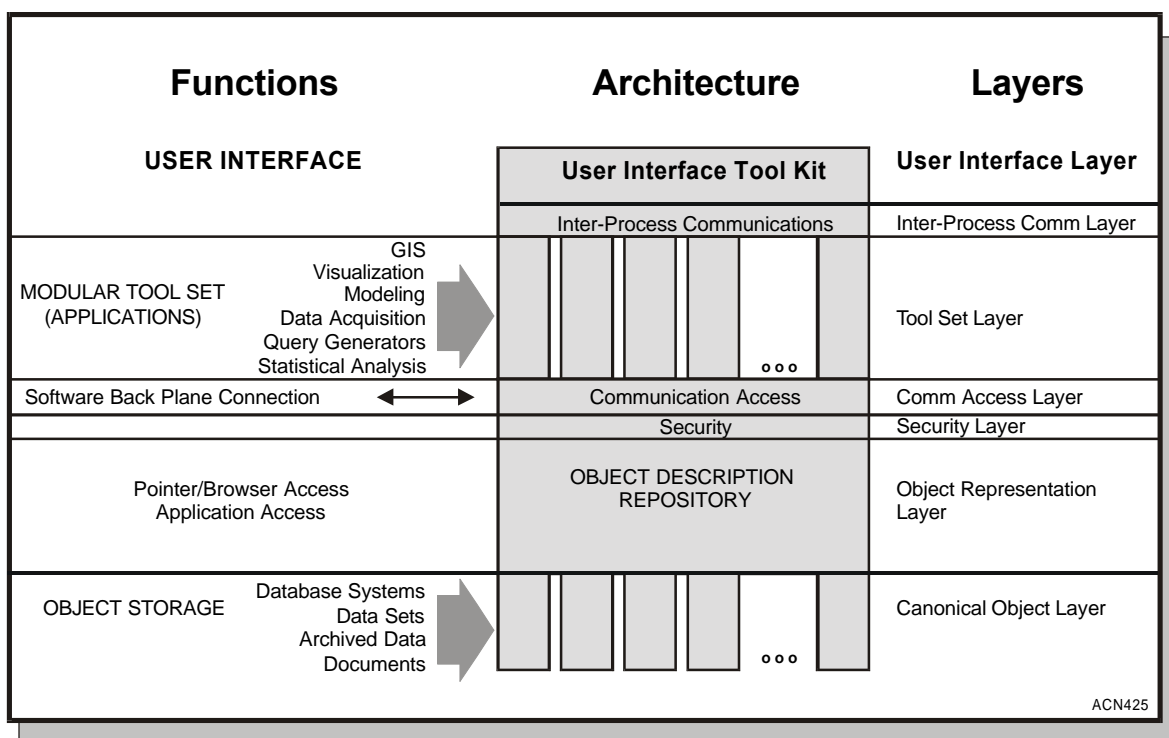 Functions
Architecture
Layers
USER INTERFACE
User Interface Tool Kit
User Interface Layer
Inter-Process Communications
Inter-Process Comm Layer
MODULAR TOOL SET
(APPLICATIONS)
GIS
Visualization
Modeling
Data Acquisition
Query Generators
Statistical Analysis
o o o
Tool Set Layer
Software Back Plane Connection
Communication Access
Comm Access Layer
Security
Security Layer
Pointer/Browser Access
Application Access
OBJECT DESCRIPTION
REPOSITORY
Object Representation
Layer
OBJECT STORAGE
Database Systems
Data Sets
Archived Data
Documents
o o o
Canonical Object Layer
ACN425